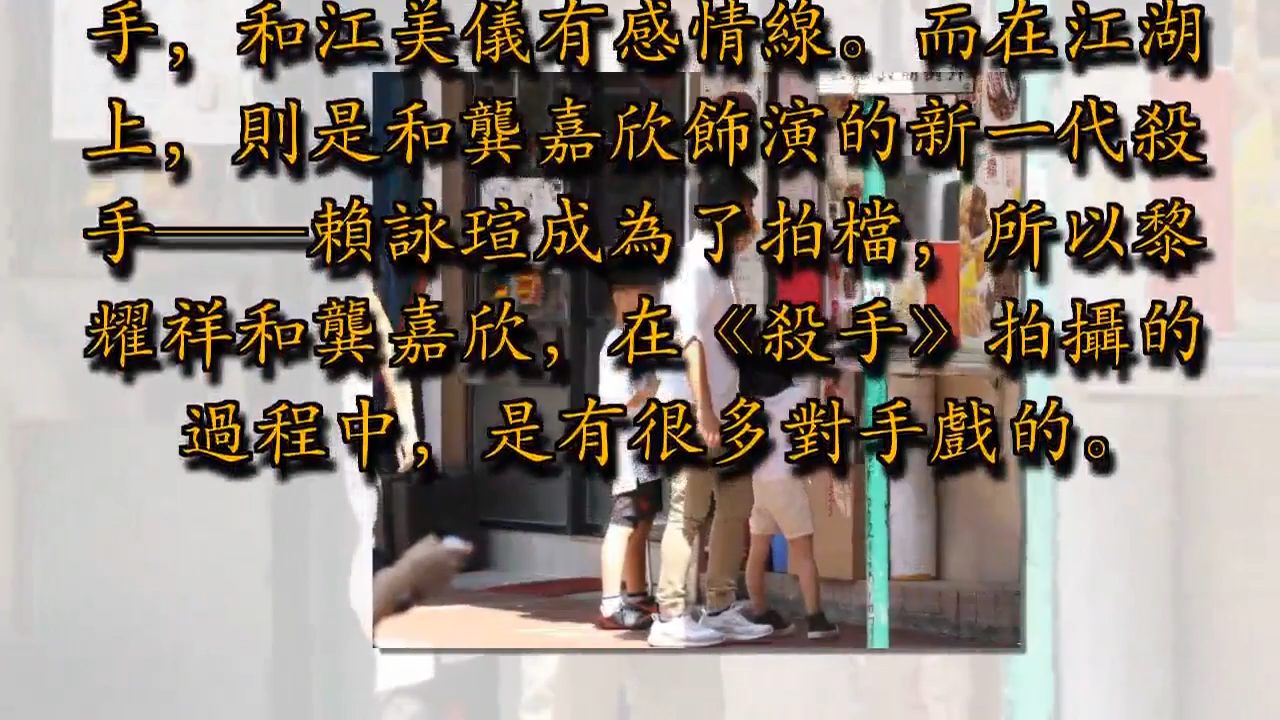 手，和江美儀有感情線。而在江湖
上，則是和龔嘉欣飾演的新一代殺
手——賴詠瑄成為了拍檔，所以黎
耀祥和龔嘉欣，在《殺手》拍攝的
過程中，是有很多對手戲的。